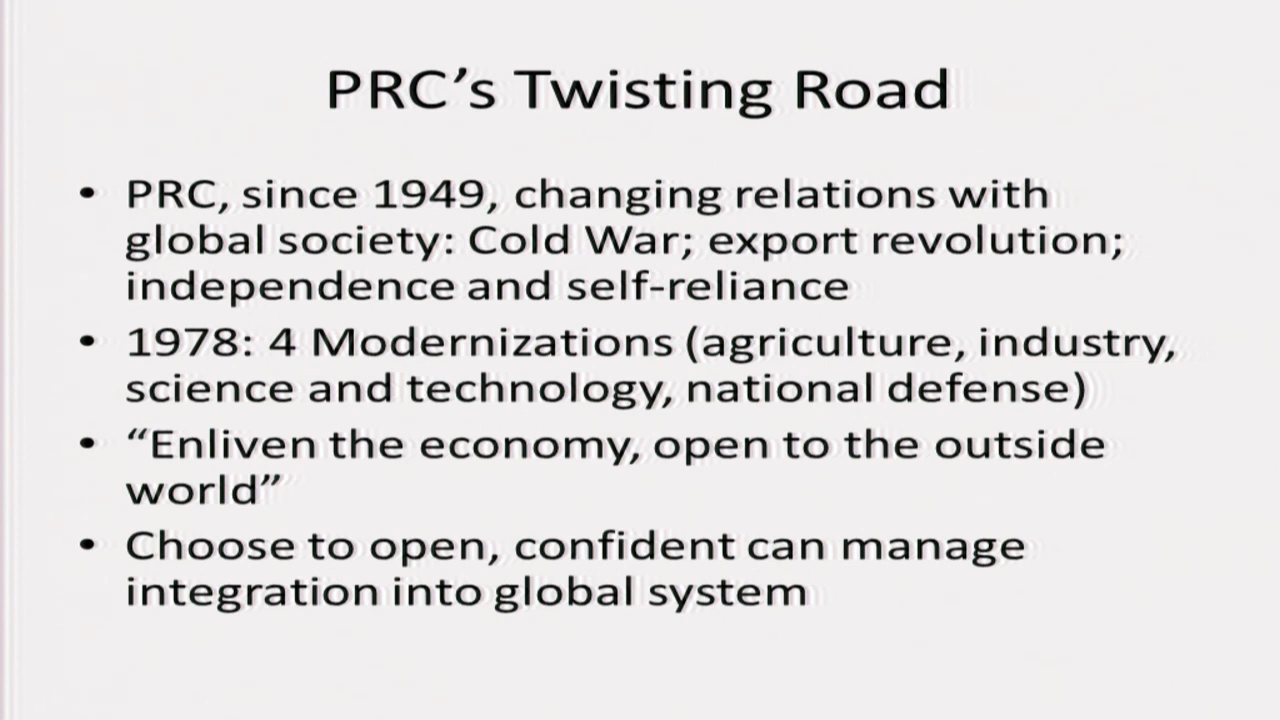 PRC’s Twisting Road
• PRC, since 1949, changing relations with
global society: Cold War; export revolution;
independence and self-reliance
• 1978: 4 Modernizations (agriculture, industry,
science and technology, national defense)
• “Enliven the economy, open to the outside
world”
• Choose to open, confident can manage
integration into global system